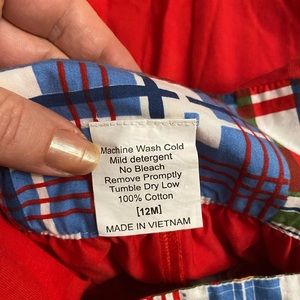 Machine Wash Cold
Mild detergent
No Bleach
Remove Promptly
Tumble Dry Low
100% Cotton
[12M]
MADE IN VIETNAM